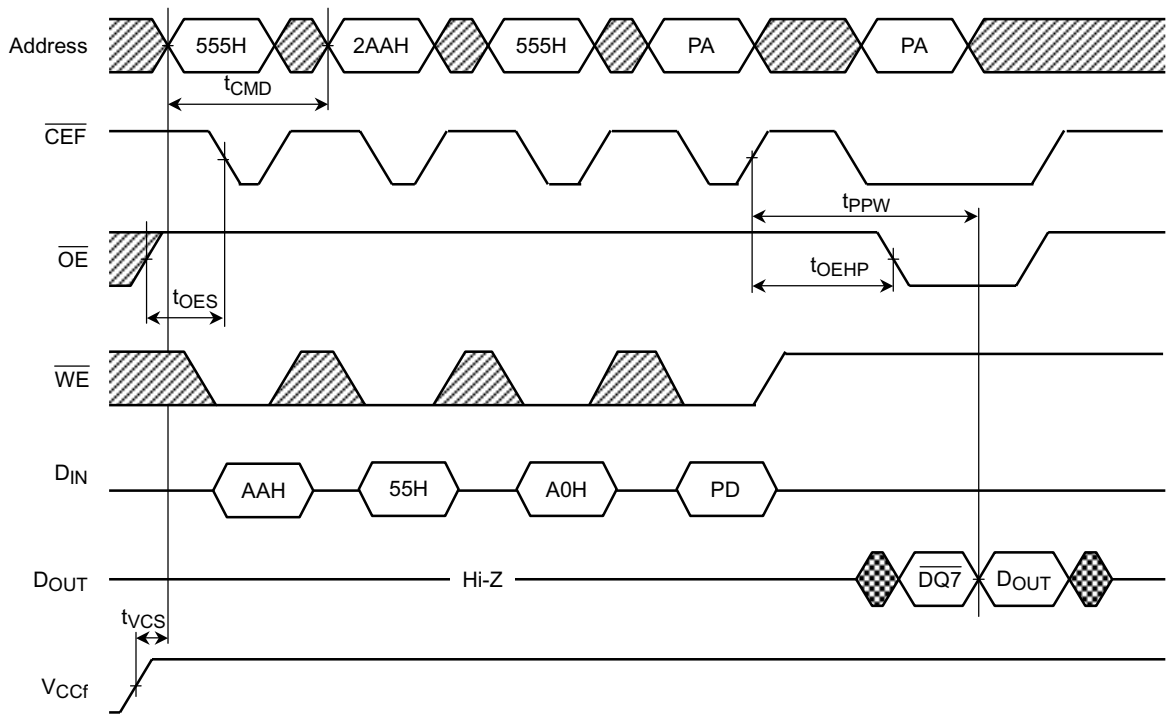 Address 555H 2AAH 555H PA PA
tCMD
CEF
tPPW
OE
tOEHP
tOES
WE
DIN AAH 55H A0H PD
DOUT Hi-Z DQ7 DOUT
tVCS
VCCf